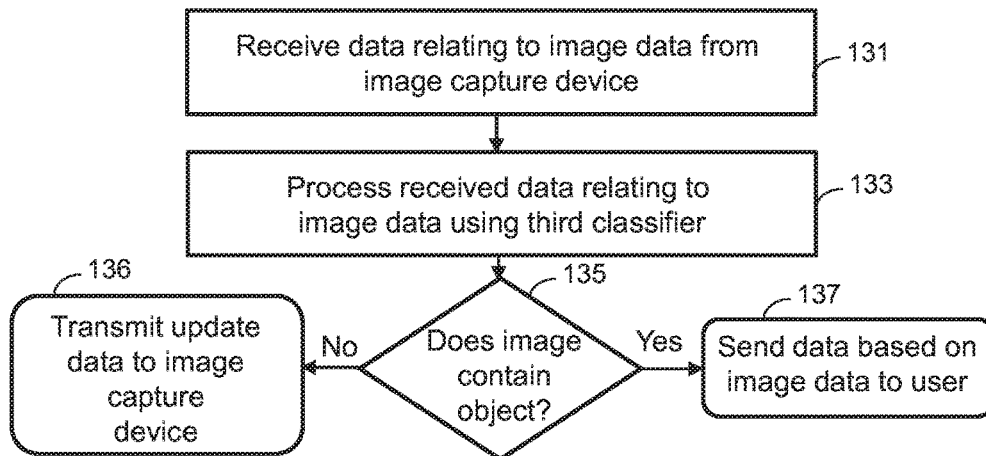 Receive data relating to image data from
image capture device
131
Process received data relating to
image data using third classifier
133
135
136
137
Transmit update
data to image
capture
device
No
Does image
contain
object?
Yes
Send data based on
image data to user